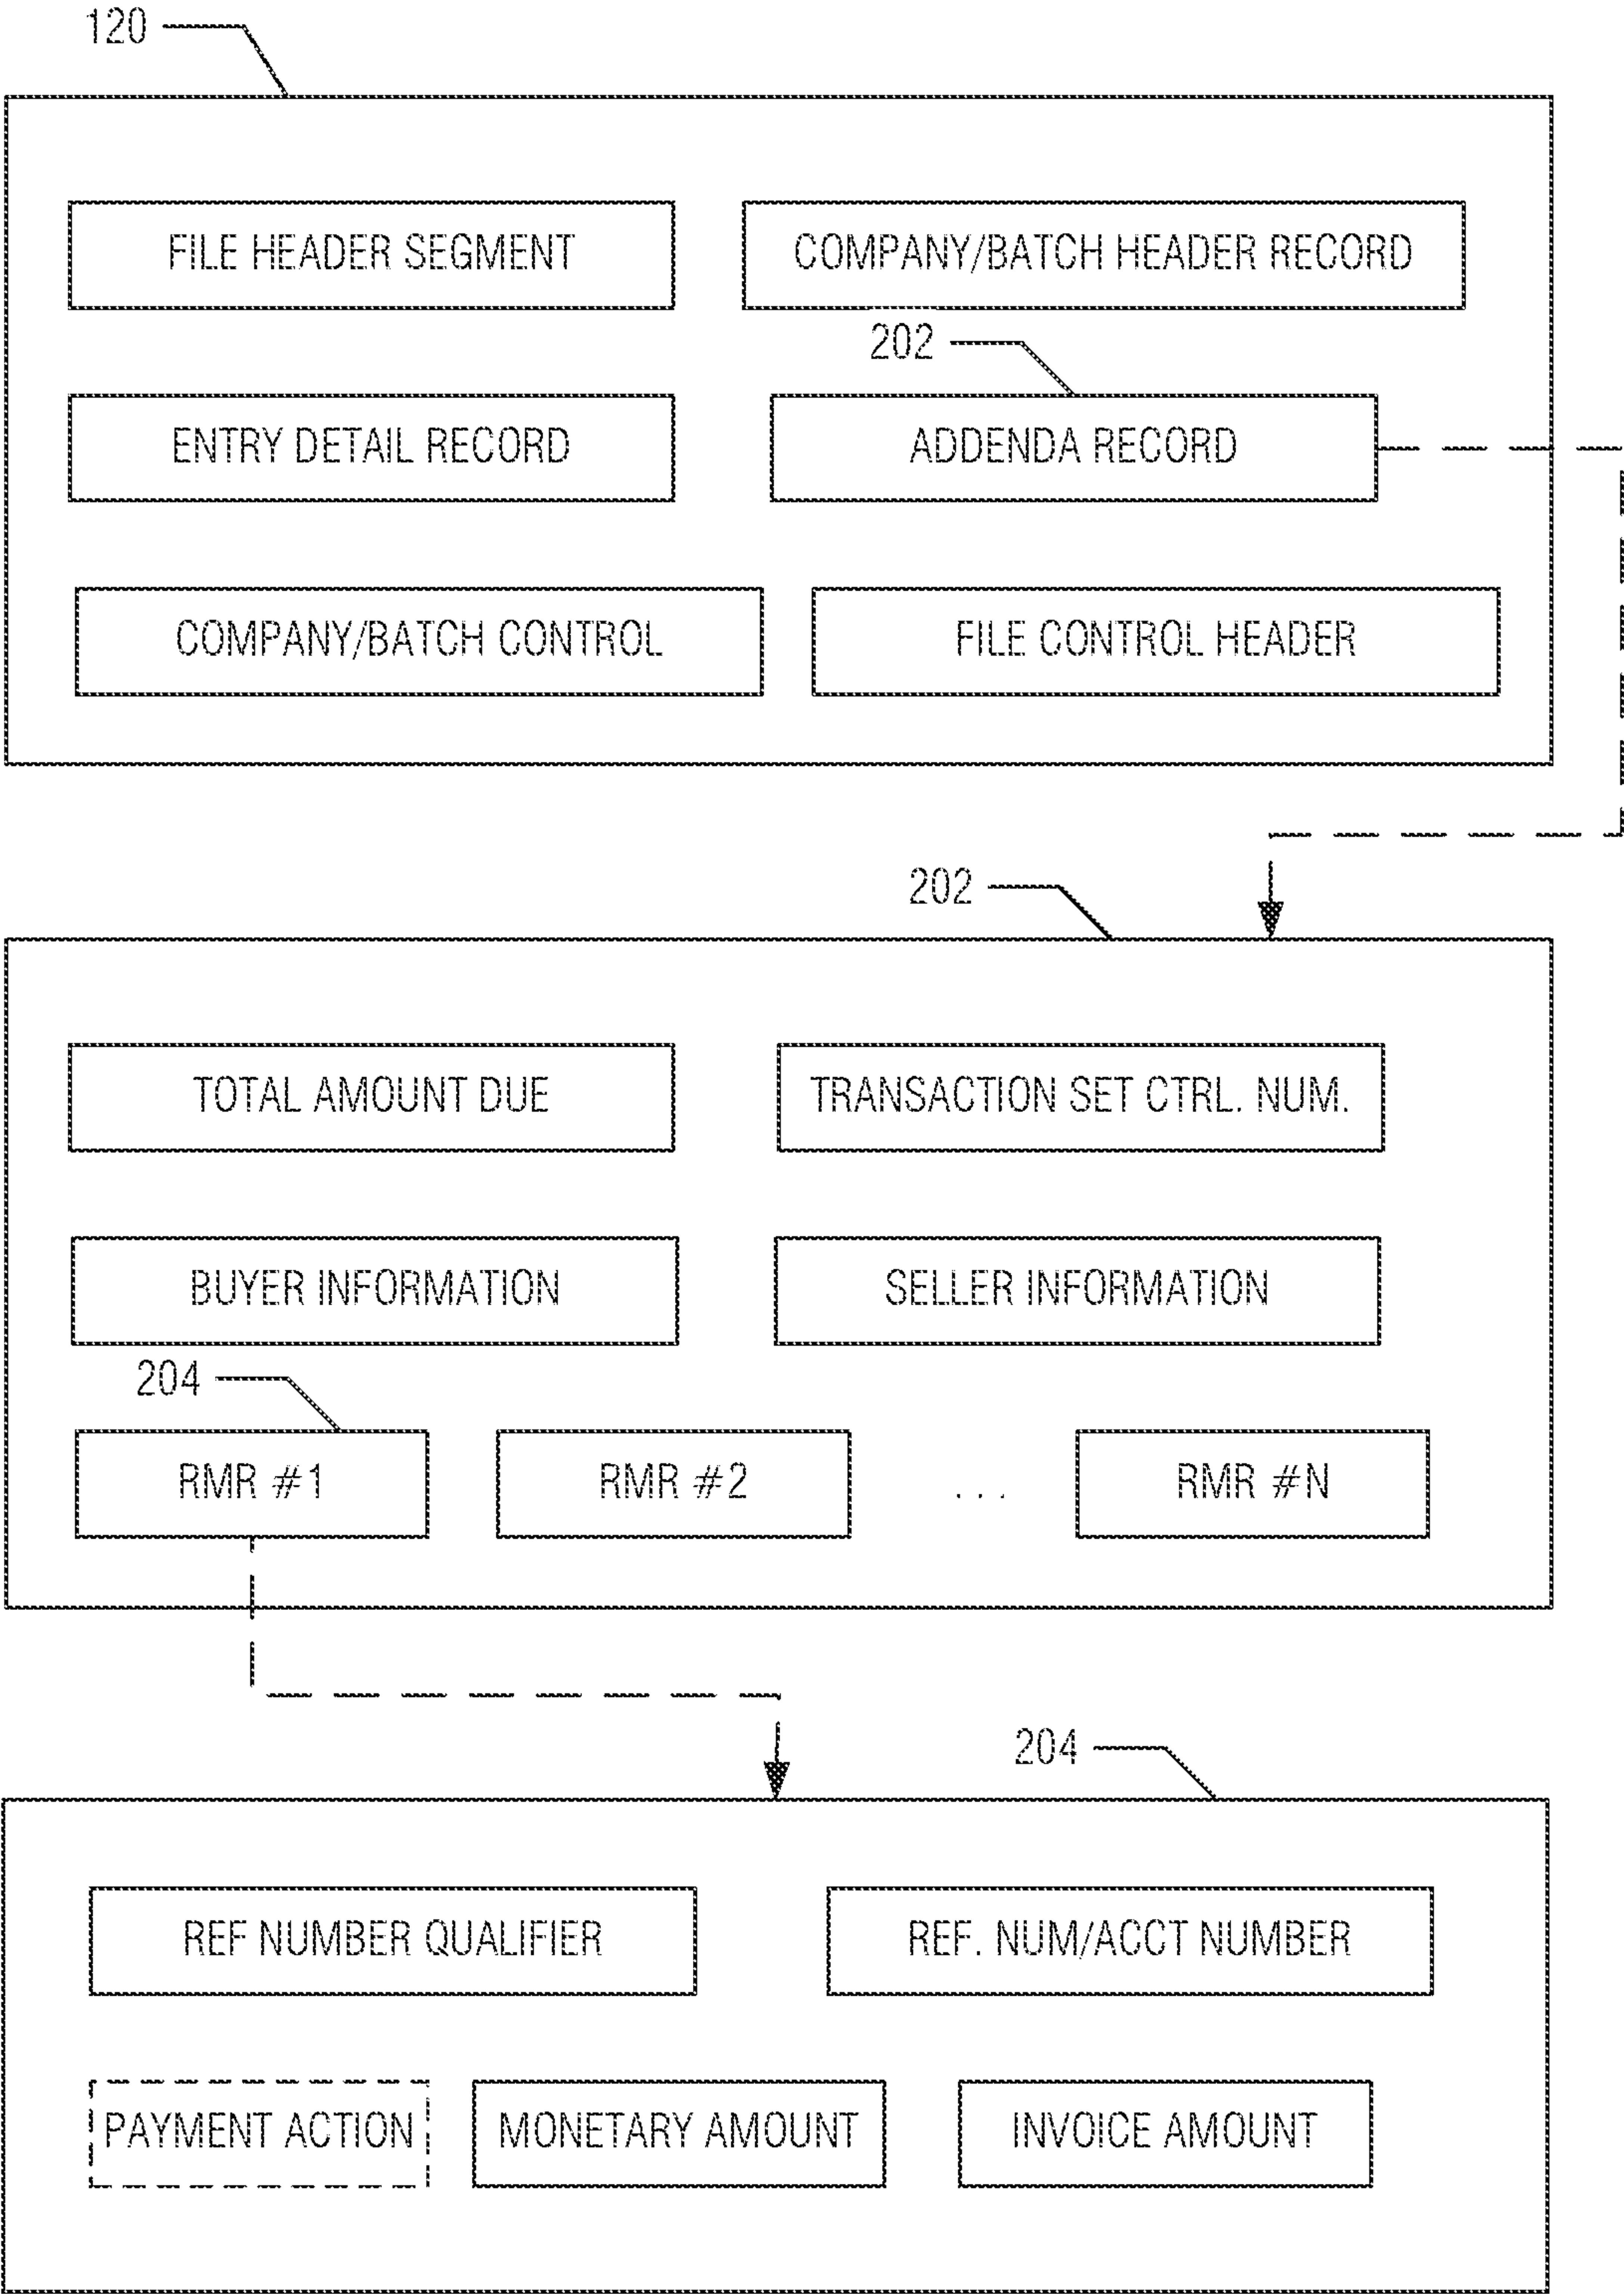 120
FILE HEADER SEGMENT
COMPANY/BATCH HEADER RECORD
202
ENTRY DETAIL RECORD
ADDENDA RECORD
COMPANY/BATCH CONTROL
FILE CONTROL HEADER
202
TOTAL AMOUNT DUE
TRANSACTION SET CTRL. NUM.
BUYER INFORMATION
SELLER INFORMATION
204
RMR #1
RMR #2
...
RMR #N
204
REF NUMBER QUALIFIER
REF. NUM/ACCT NUMBER
PAYMENT ACTION
MONETARY AMOUNT
INVOICE AMOUNT